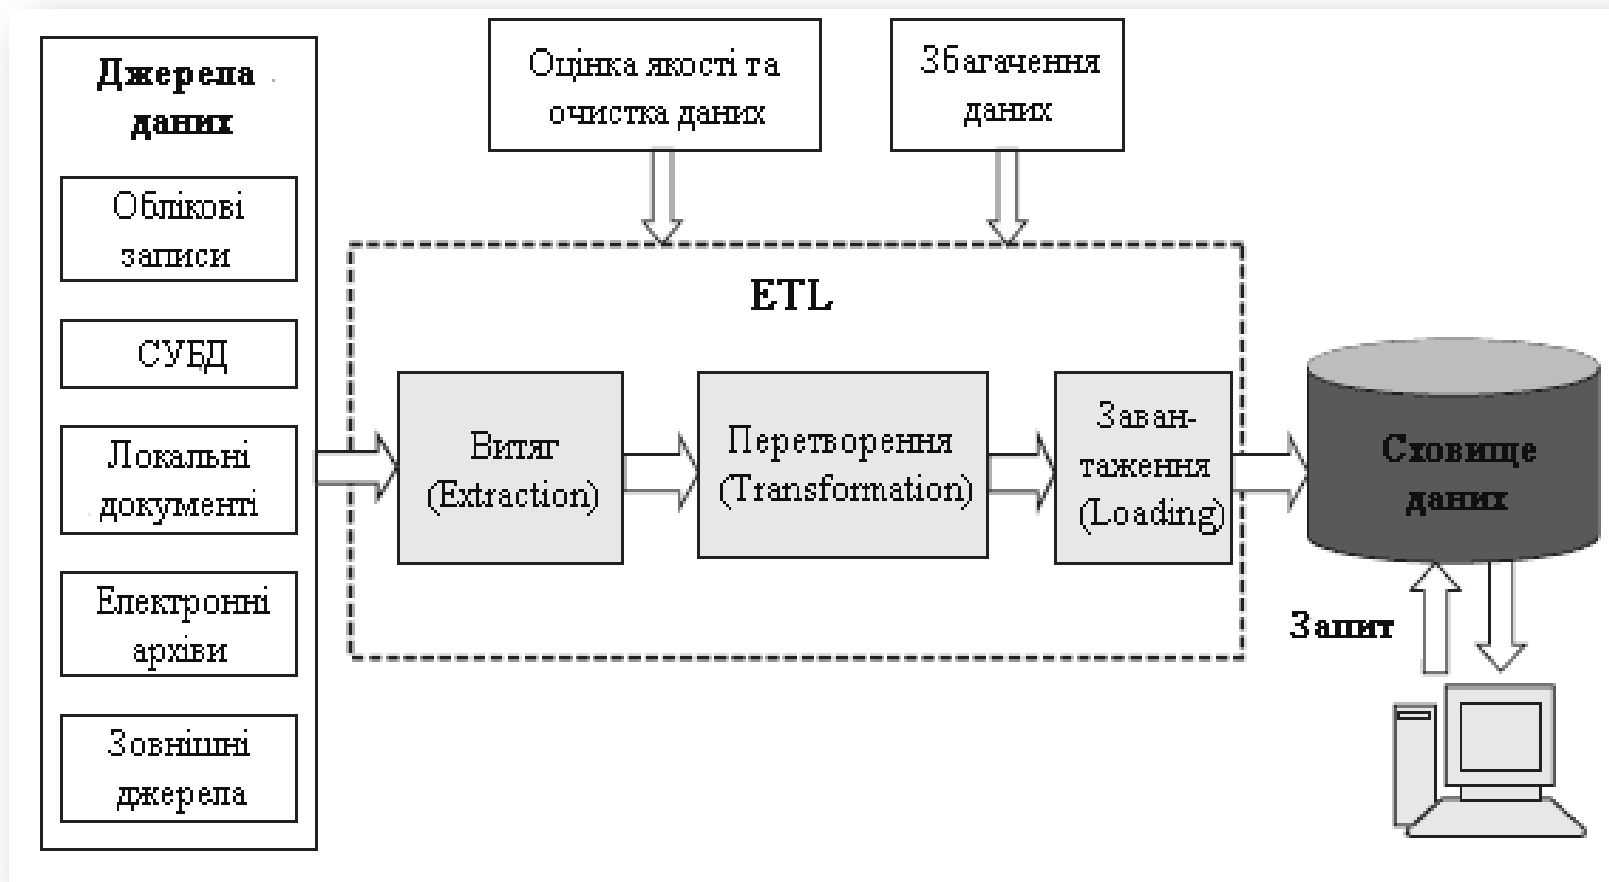 Джерела
даних
Облікові
записи
СУБД
Локальні
документі
Електронні
архіви
Зовнішні
джерела
Оцінка якості та
очистка даних
Збагачення
даних
ETL
Витяг
(Extraction)
Перетворення
(Transformation)
Заван-
таження
(Loading)
Сховище
даних
Запит